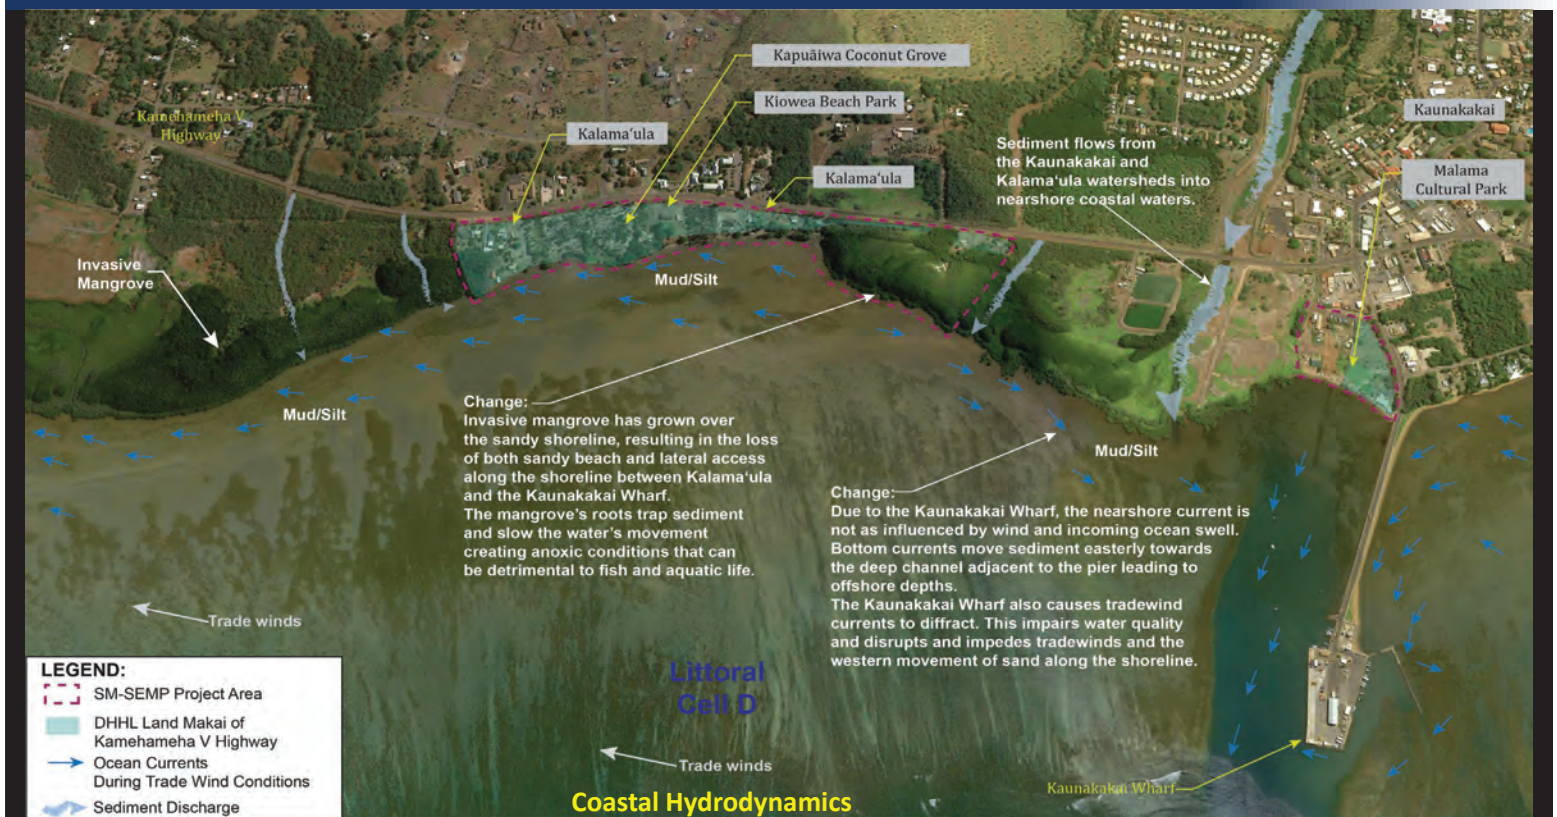 Kapuāiwa Coconut Grove
Kiowea Beach Park
Kamehameha V
Highway
Kalamaʻula
Kaunakakai
Sediment flows from
the Kaunakakai and
Kalamaʻula watersheds into
nearshore coastal waters.
Kalamaʻula
Malama
Cultural Park
Invasive
Mangrove
Mud/Silt
Mud/Silt
Change:
Invasive mangrove has grown over
the sandy shoreline, resulting in the loss
of both sandy beach and lateral access
along the shoreline between Kalamaʻula
and the Kaunakakai Wharf.
The mangrove's roots trap sediment
and slow the water's movement
creating anoxic conditions that can
be detrimental to fish and aquatic life.
Mud/Silt
Change:
Due to the Kaunakakai Wharf, the nearshore current is
not as influenced by wind and incoming ocean swell.
Bottom currents move sediment easterly towards
the deep channel adjacent to the pier leading to
offshore depths.
The Kaunakakai Wharf also causes tradewind
currents to diffract. This impairs water quality
and disrupts and impedes tradewinds and the
western movement of sand along the shoreline.
Trade winds
Littoral
Cell D
Trade winds
Kaunakakai Wharf
LEGEND:
SM-SEMP Project Area
DHHL Land Makai of
Kamehameha V Highway
Ocean Currents
During Trade Wind Conditions
Sediment Discharge
Coastal Hydrodynamics